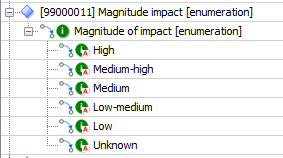 [99000011] Magnitude impact [enumeration]
Magnitude of impact [enumeration]
High
Medium-high
Medium
Low-medium
Low
Unknown